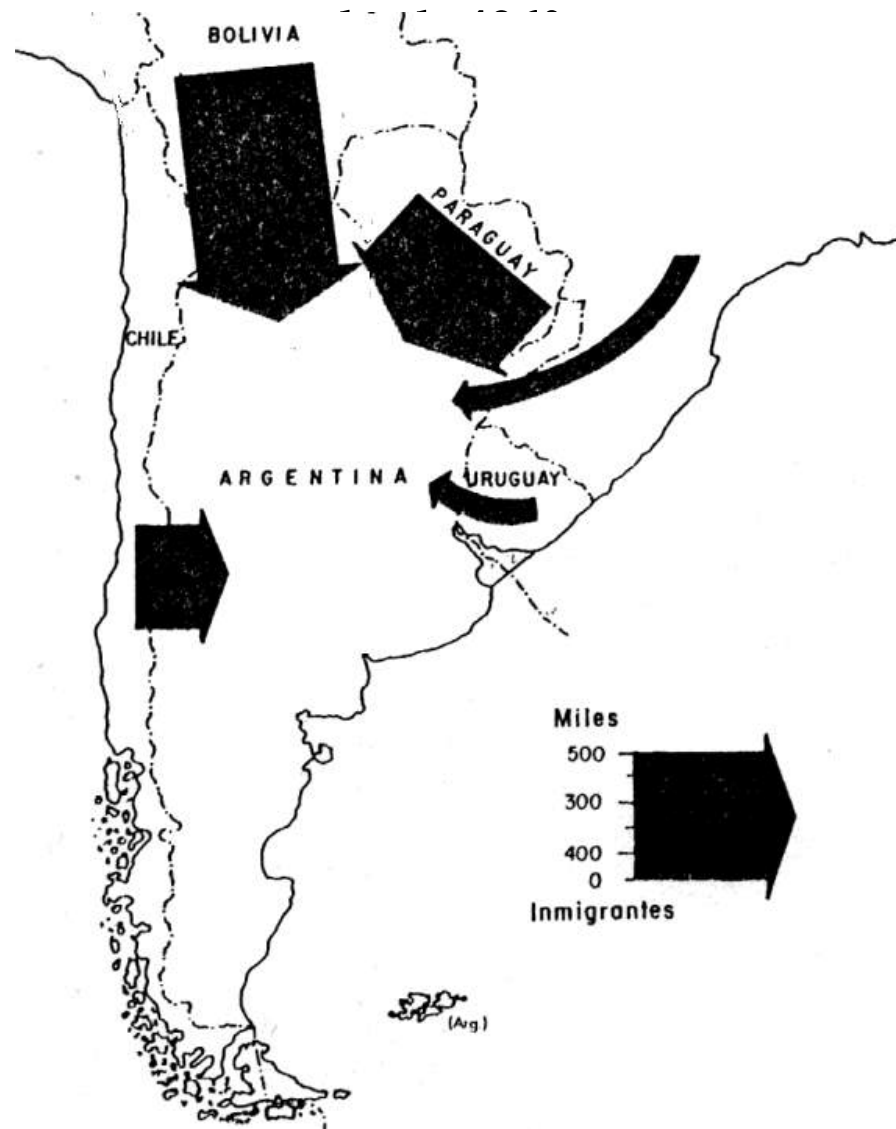 BOLIVIA
PARAGUAY
CHILE
ARGENTINA
URUGUAY
Miles
500
300
400
0
Inmigrantes
(Arg.)